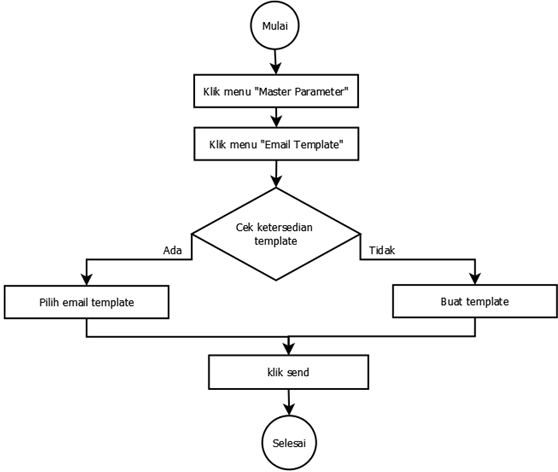 Mulai
Klik menu "Master Parameter"
Klik menu "Email Template"
Cek ketersedian
template
Ada
Tidak
Pilih email template
Buat template
klik send
Selesai